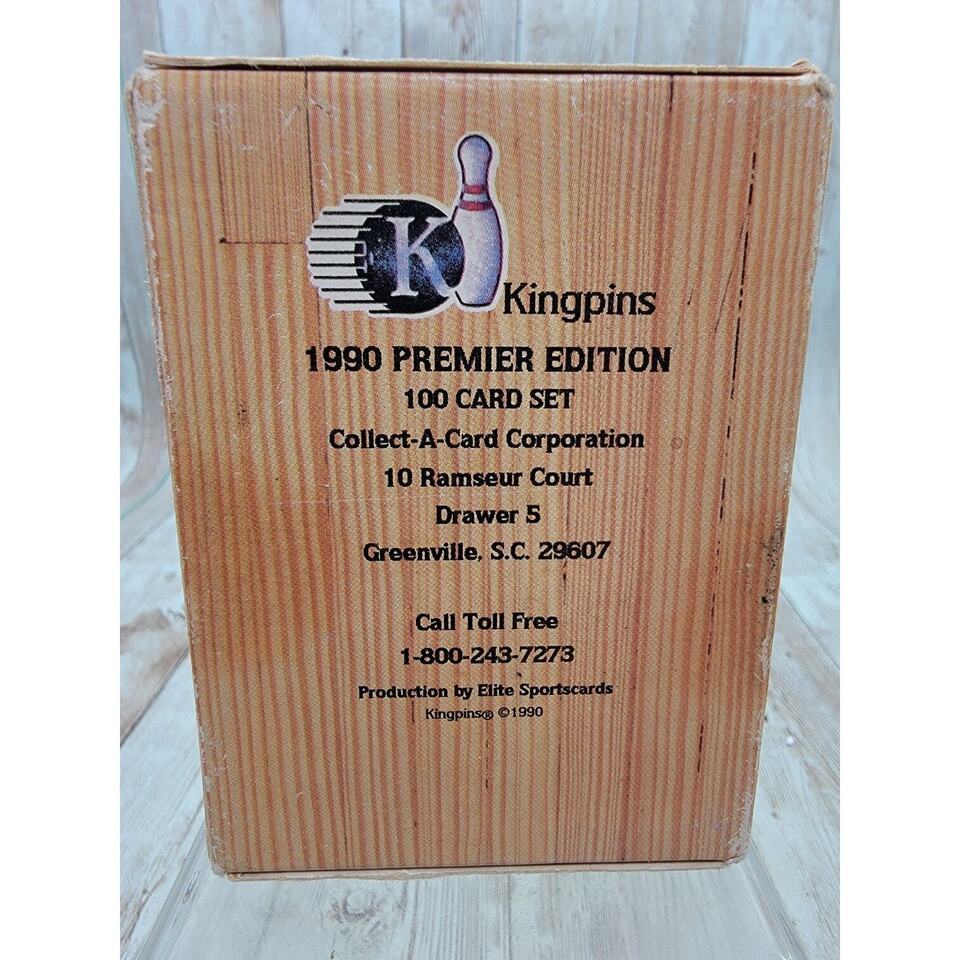 K
Kingpins
1990 PREMIER EDITION
100 CARD SET
Collect-A-Card Corporation
10 Ramseur Court
Drawer 5
Greenville, S.C. 29607
Call Toll Free
1-800-243-7273
Production by Elite Sportscards
Kingpins® ©1990